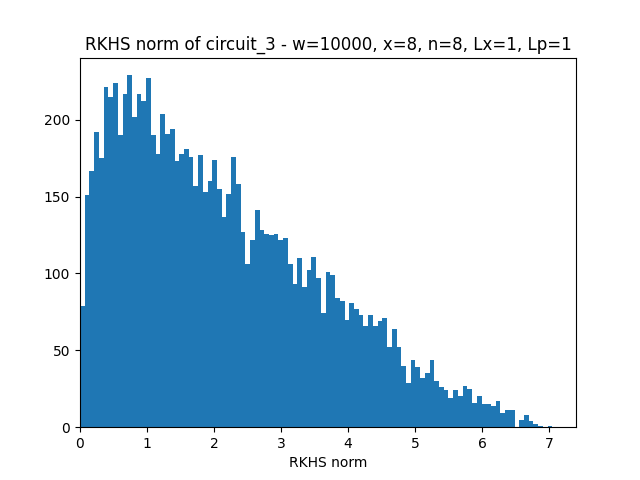 RKHS norm of circuit_3 - w=10000, x=8, n=8, Lx=1, Lp=1
200
150
100
50
0
0 1 2 3 4 5 6 7
RKHS norm